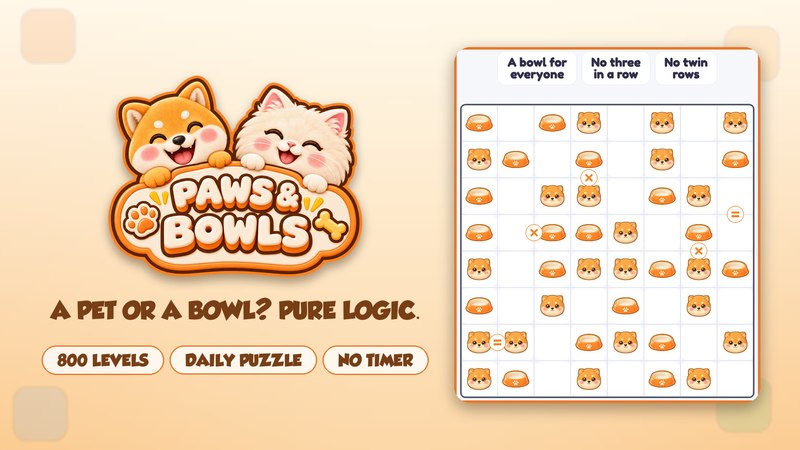 PAWS &
BOWLS
A PET OR A BOWL? PURE LOGIC.
800 LEVELS
DAILY PUZZLE
NO TIMER
A bowl for
everyone
No three
in a row
No twin
rows
×
=
×
×
=